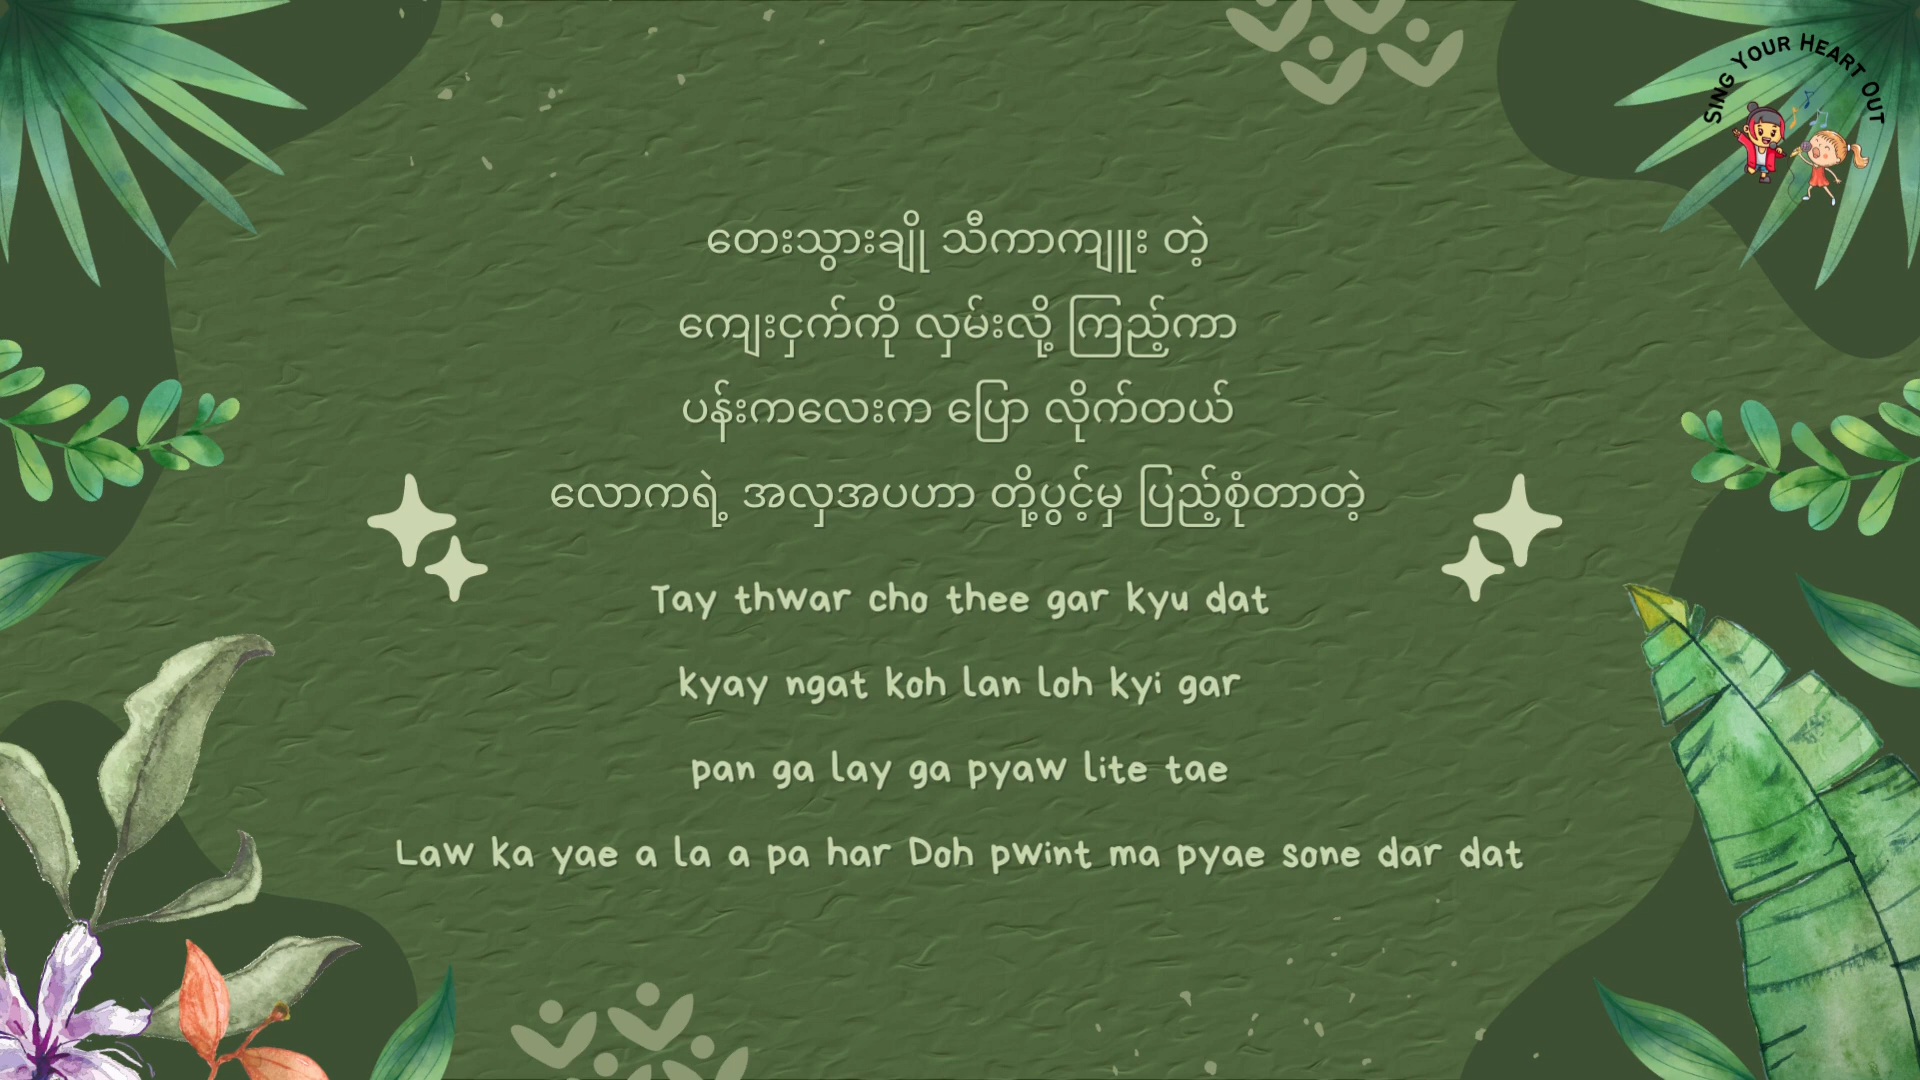 Sing Your Heart Out
တေးသွားချို သီကာကျူး တဲ့
ကျေးငှက်ကို လှမ်းလို့ ကြည့်ကာ
ပန်းကလေးက ပြော လိုက်တယ်
လောကရဲ့ အလှအပဟာ တို့ပွင့်မှ ပြည့်စုံတာတဲ့
Tay thwar cho thee gar kyu dat
kyay ngat koh lan loh kyi gar
pan ga lay ga pyaw lite tae
Law ka yae a la a pa har Doh pwint ma pyae sone dar dat